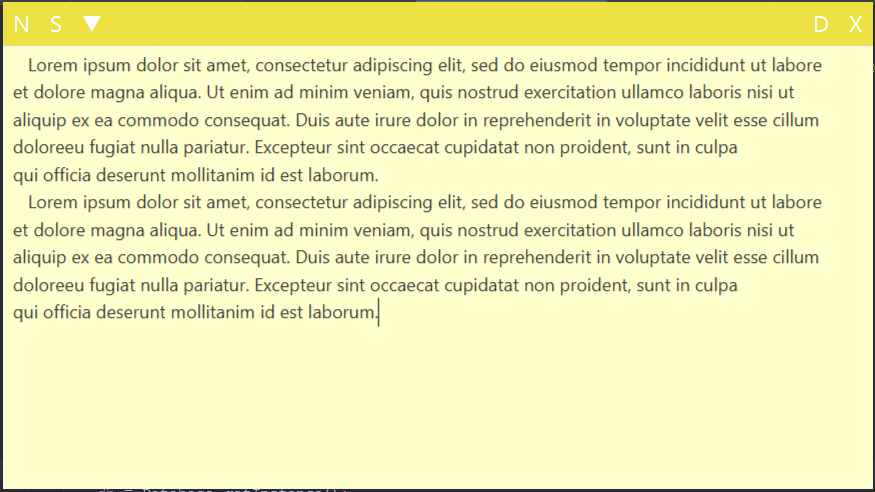 N S ▼ D X
Lorem ipsum dolor sit amet, consectetur adipiscing elit, sed do eiusmod tempor incididunt ut labore
et dolore magna aliqua. Ut enim ad minim veniam, quis nostrud exercitation ullamco laboris nisi ut
aliquip ex ea commodo consequat. Duis aute irure dolor in reprehenderit in voluptate velit esse cillum
doloreeu fugiat nulla pariatur. Excepteur sint occaecat cupidatat non proident, sunt in culpa
qui officia deserunt mollitanim id est laborum.
Lorem ipsum dolor sit amet, consectetur adipiscing elit, sed do eiusmod tempor incididunt ut labore
et dolore magna aliqua. Ut enim ad minim veniam, quis nostrud exercitation ullamco laboris nisi ut
aliquip ex ea commodo consequat. Duis aute irure dolor in reprehenderit in voluptate velit esse cillum
doloreeu fugiat nulla pariatur. Excepteur sint occaecat cupidatat non proident, sunt in culpa
qui officia deserunt mollitanim id est laborum.